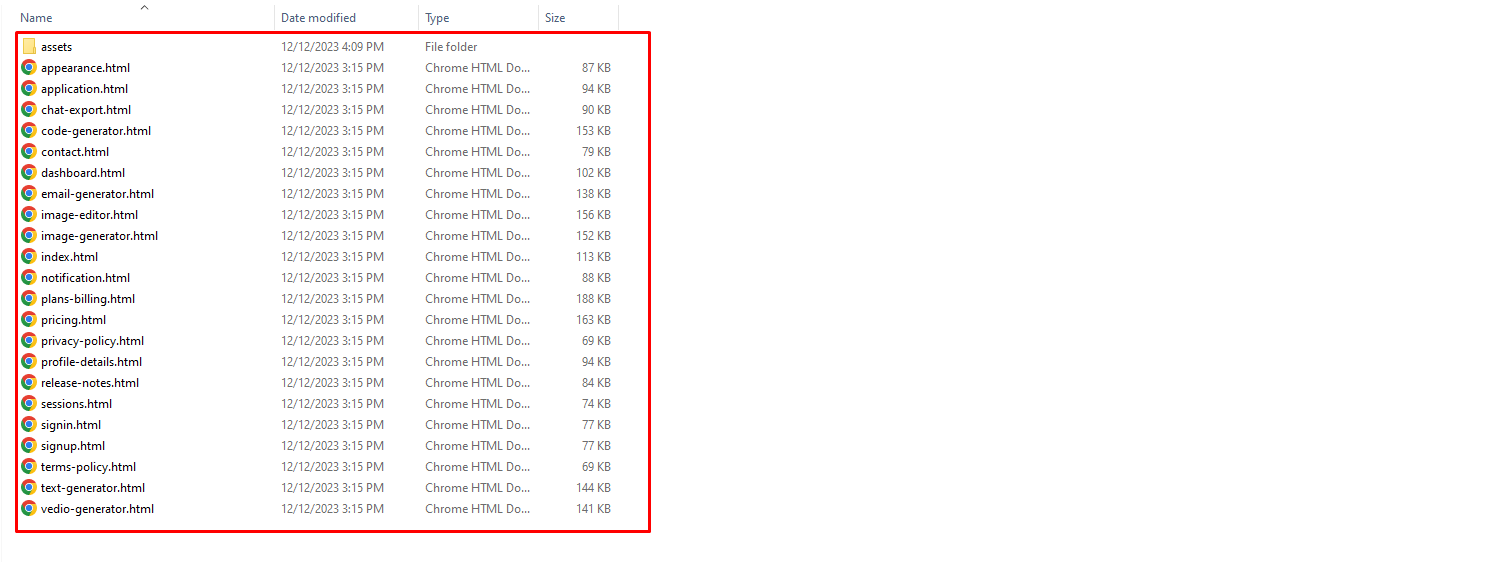 Name Date modified Type Size
assets 12/12/2023 4:09 PM File folder
appearance.html 12/12/2023 3:15 PM Chrome HTML Do... 87 KB
application.html 12/12/2023 3:15 PM Chrome HTML Do... 94 KB
chat-export.html 12/12/2023 3:15 PM Chrome HTML Do... 90 KB
code-generator.html 12/12/2023 3:15 PM Chrome HTML Do... 153 KB
contact.html 12/12/2023 3:15 PM Chrome HTML Do... 79 KB
dashboard.html 12/12/2023 3:15 PM Chrome HTML Do... 102 KB
email-generator.html 12/12/2023 3:15 PM Chrome HTML Do... 138 KB
image-editor.html 12/12/2023 3:15 PM Chrome HTML Do... 156 KB
image-generator.html 12/12/2023 3:15 PM Chrome HTML Do... 152 KB
index.html 12/12/2023 3:15 PM Chrome HTML Do... 113 KB
notification.html 12/12/2023 3:15 PM Chrome HTML Do... 88 KB
plans-billing.html 12/12/2023 3:15 PM Chrome HTML Do... 188 KB
pricing.html 12/12/2023 3:15 PM Chrome HTML Do... 163 KB
privacy-policy.html 12/12/2023 3:15 PM Chrome HTML Do... 69 KB
profile-details.html 12/12/2023 3:15 PM Chrome HTML Do... 94 KB
release-notes.html 12/12/2023 3:15 PM Chrome HTML Do... 84 KB
sessions.html 12/12/2023 3:15 PM Chrome HTML Do... 74 KB
signin.html 12/12/2023 3:15 PM Chrome HTML Do... 77 KB
signup.html 12/12/2023 3:15 PM Chrome HTML Do... 77 KB
terms-policy.html 12/12/2023 3:15 PM Chrome HTML Do... 69 KB
text-generator.html 12/12/2023 3:15 PM Chrome HTML Do... 144 KB
vedio-generator.html 12/12/2023 3:15 PM Chrome HTML Do... 141 KB